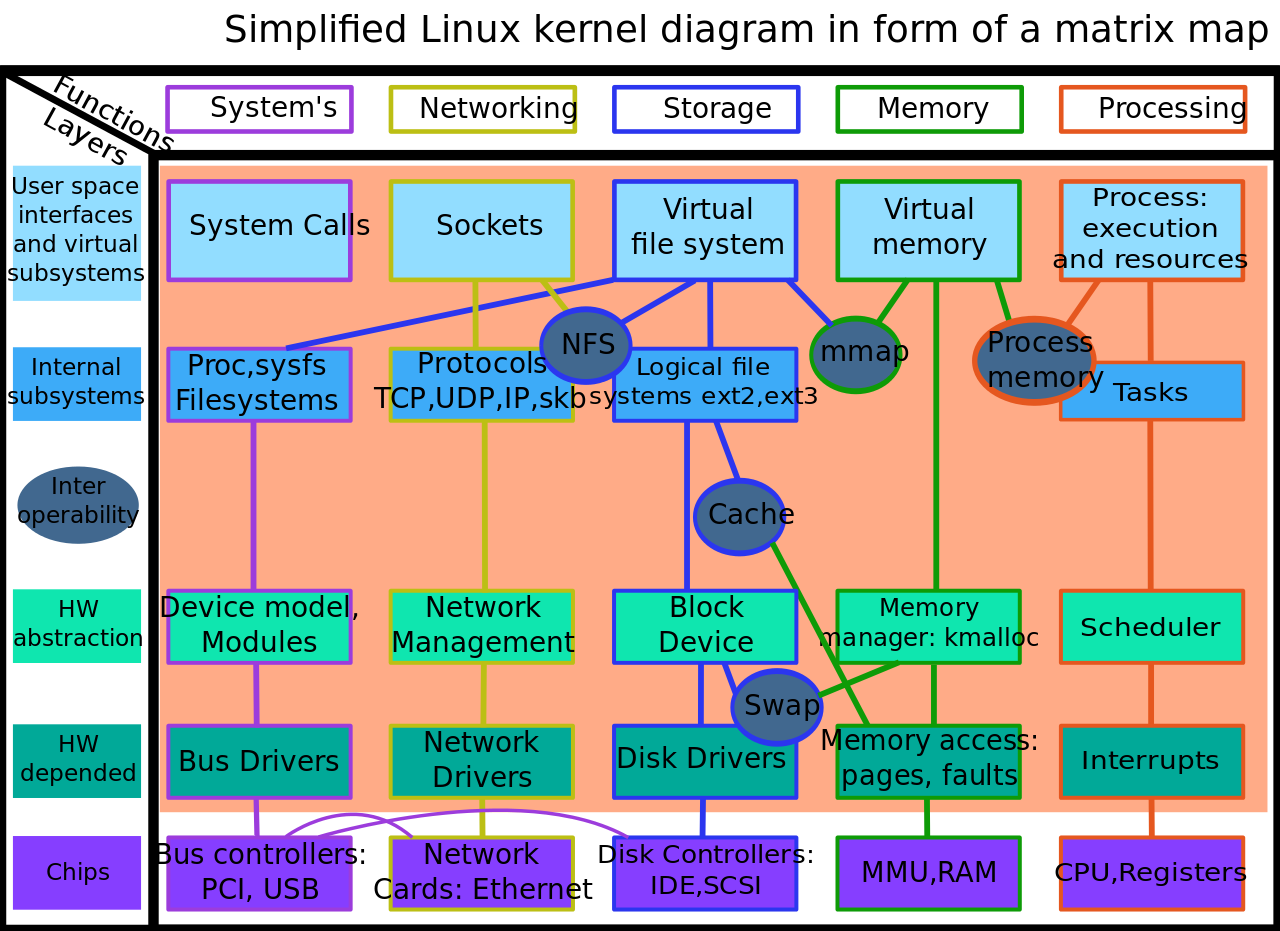 Simplified Linux kernel diagram in form of a matrix map
Functions
Layers
System's
Networking
Storage
Memory
Processing
User space
interfaces
and virtual
subsystems
System Calls
Sockets
Virtual
file system
Virtual
memory
Process:
execution
and resources
NFS
mmap
Process
memory
Internal
subsystems
Proc,sysfs
Filesystems
Protocols
TCP,UDP,IP,skb
Logical file
systems ext2,ext3
Tasks
Inter
operability
Cache
HW
abstraction
Device model,
Modules
Network
Management
Block
Device
Memory
manager: kmalloc
Scheduler
Swap
HW
depended
Bus Drivers
Network
Drivers
Disk Drivers
Memory access:
pages, faults
Interrupts
Chips
Bus controllers:
PCI, USB
Network
Cards: Ethernet
Disk Controllers:
IDE,SCSI
MMU,RAM
CPU,Registers